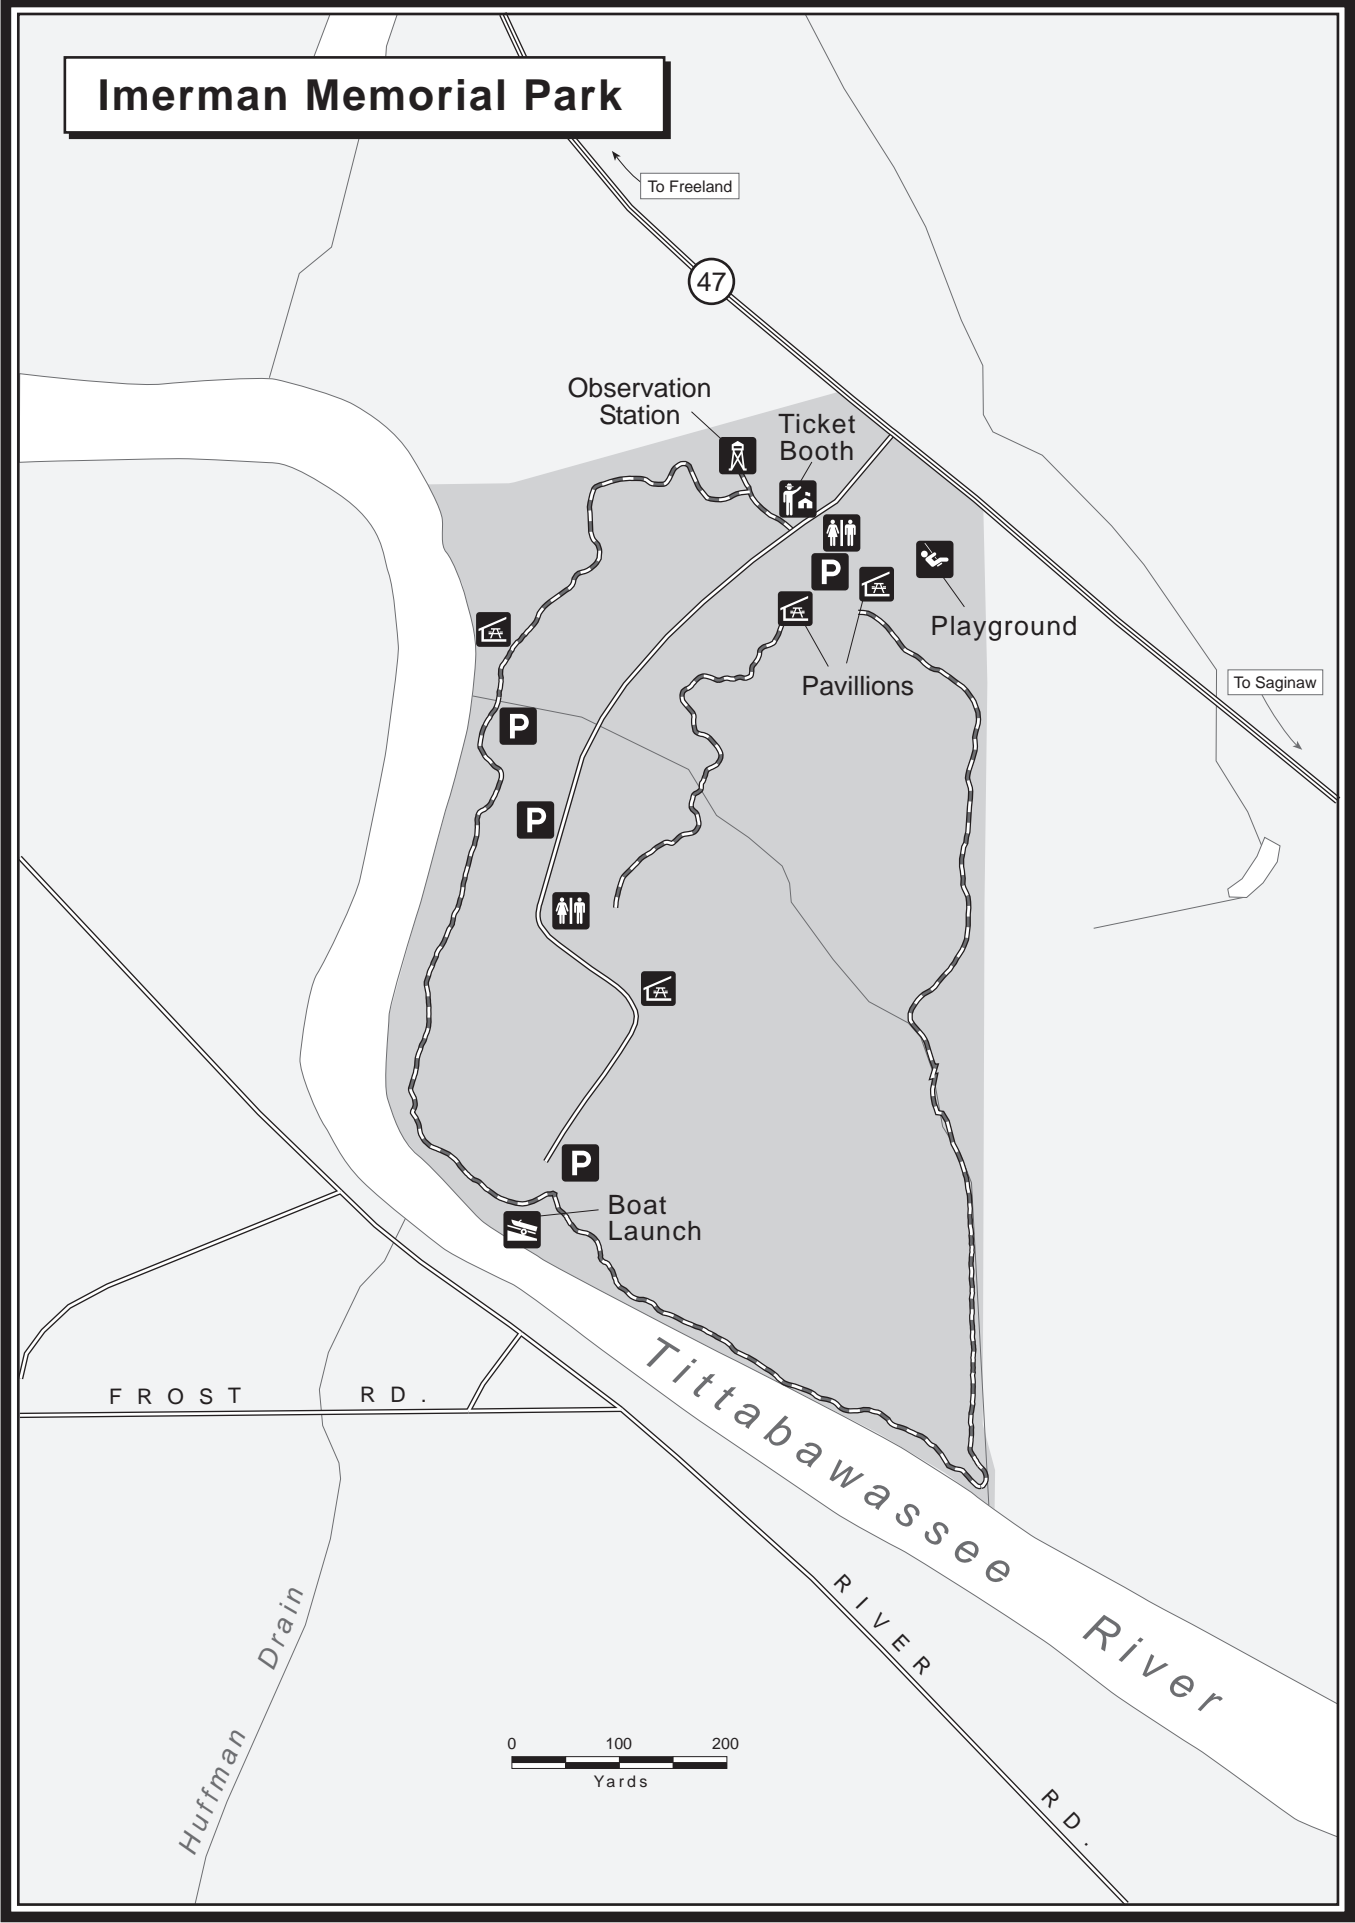 Imerman Memorial Park
To Freeland
47
Observation
Station
Ticket
Booth
P
Playground
Pavillions
To Saginaw
P
P
P
Boat
Launch
FROST RD.
Tittabawassee River
RIVER RD.
Huffman Drain
0 100 200
Yards